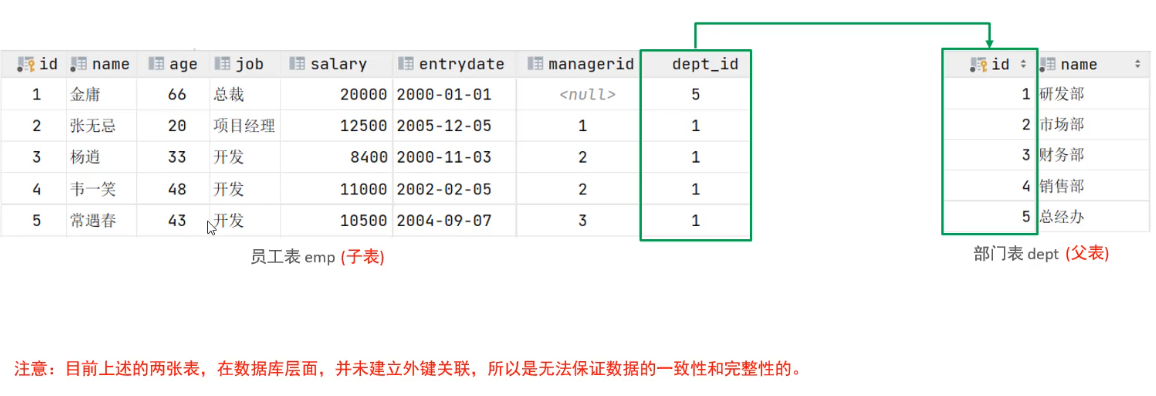 id name age job salary entrydate managerid dept_id
1 金庸 66 总裁 20000 2000-01-01 <null> 5
2 张无忌 20 项目经理 12500 2005-12-05 1 1
3 杨逍 33 开发 8400 2000-11-03 2 1
4 韦一笑 48 开发 11000 2002-02-05 2 1
5 常遇春 43 开发 10500 2004-09-07 3 1
员工表 emp (子表)
id name
1 研发部
2 市场部
3 财务部
4 销售部
5 总经办
部门表 dept (父表)
注意：目前上述的两张表，在数据库层面，并未建立外键关联，所以是无法保证数据的一致性和完整性的。